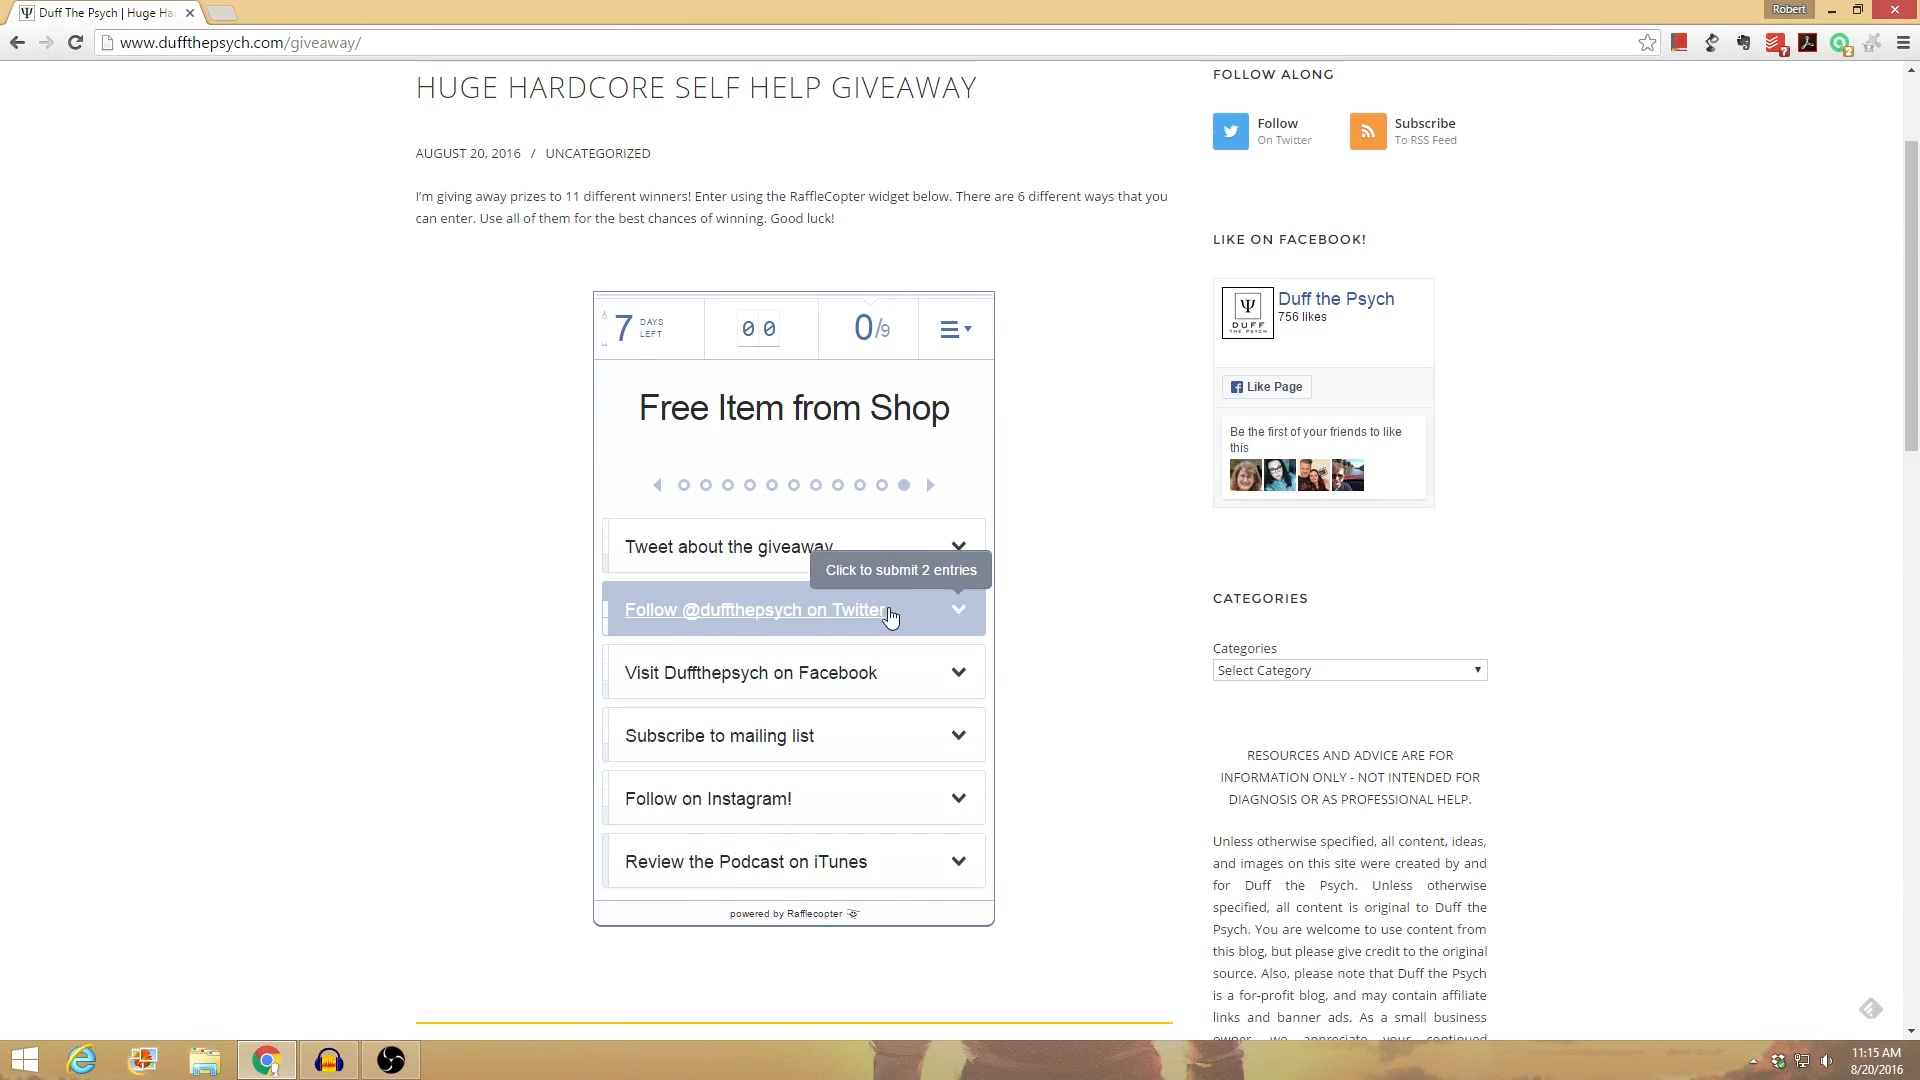 Duff The Psych | Huge Ha
Robert
www.duffthepsych.com/giveaway/
7
2
HUGE HARDCORE SELF HELP GIVEAWAY
AUGUST 20, 2016 / UNCATEGORIZED
I'm giving away prizes to 11 different winners! Enter using the RaffleCopter widget below. There are 6 different ways that you
can enter. Use all of them for the best chances of winning. Good luck!
7 DAYS LEFT
00
0/9
Free Item from Shop
Tweet about the giveaway
Click to submit 2 entries
Follow @duffthepsych on Twitter
Visit Duffthepsych on Facebook
Subscribe to mailing list
Follow on Instagram!
Review the Podcast on iTunes
powered by Rafflecopter
FOLLOW ALONG
Follow
On Twitter
Subscribe
To RSS Feed
LIKE ON FACEBOOK!
Ψ
DUFF
THE PSYCH
Duff the Psych
756 likes
Like Page
Be the first of your friends to like
this
CATEGORIES
Categories
Select Category
RESOURCES AND ADVICE ARE FOR
INFORMATION ONLY - NOT INTENDED FOR
DIAGNOSIS OR AS PROFESSIONAL HELP.
Unless otherwise specified, all content, ideas,
and images on this site were created by and
for Duff the Psych. Unless otherwise
specified, all content is original to Duff the
Psych. You are welcome to use content from
this blog, but please give credit to the original
source. Also, please note that Duff the Psych
is a for-profit blog, and may contain affiliate
links and banner ads. As a small business
owner, we appreciate your continued
11:15 AM
8/20/2016